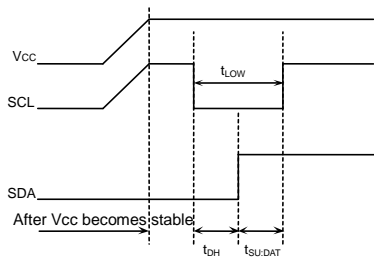 VCC
tLOW
SCL
SDA
After Vcc becomes stable
tDH
tSU:DAT